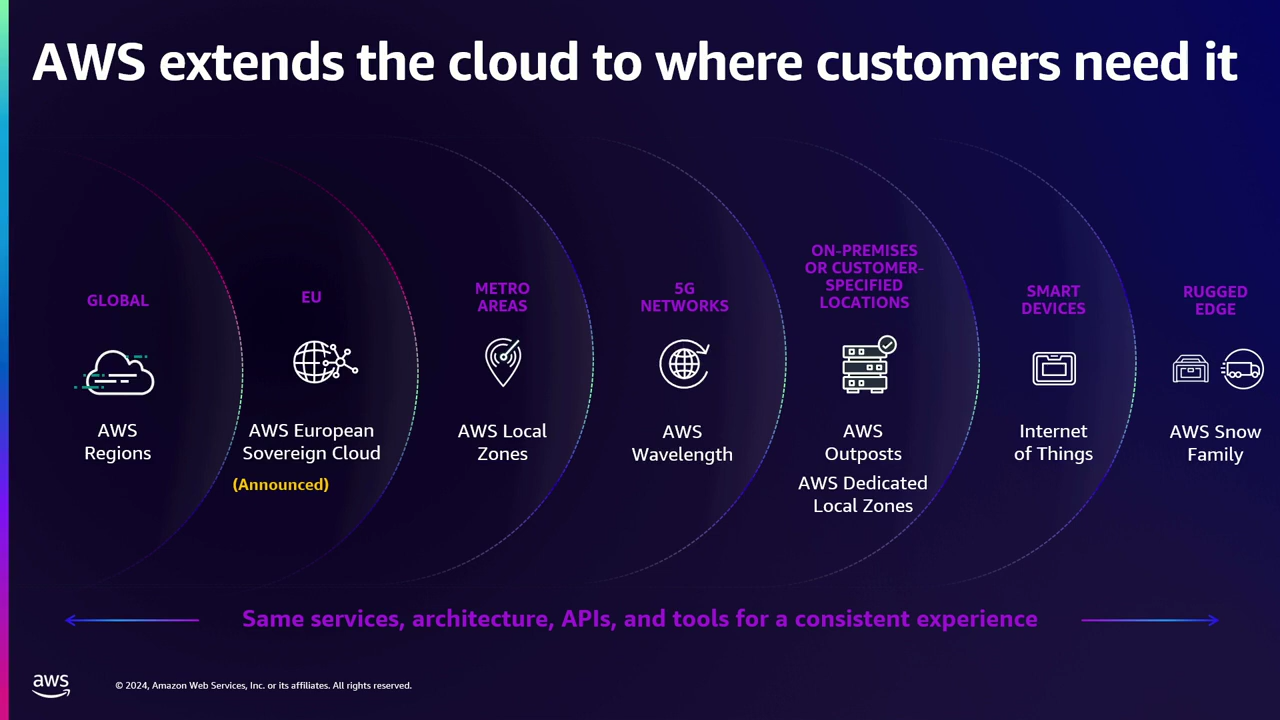 AWS extends the cloud to where customers need it
GLOBAL
AWS
Regions
EU
AWS European
Sovereign Cloud
(Announced)
METRO
AREAS
AWS Local
Zones
5G
NETWORKS
AWS
Wavelength
ON-PREMISES
OR CUSTOMER-
SPECIFIED
LOCATIONS
AWS
Outposts
AWS Dedicated
Local Zones
SMART
DEVICES
Internet
of Things
RUGGED
EDGE
AWS Snow
Family
Same services, architecture, APIs, and tools for a consistent experience
aws
© 2024, Amazon Web Services, Inc. or its affiliates. All rights reserved.